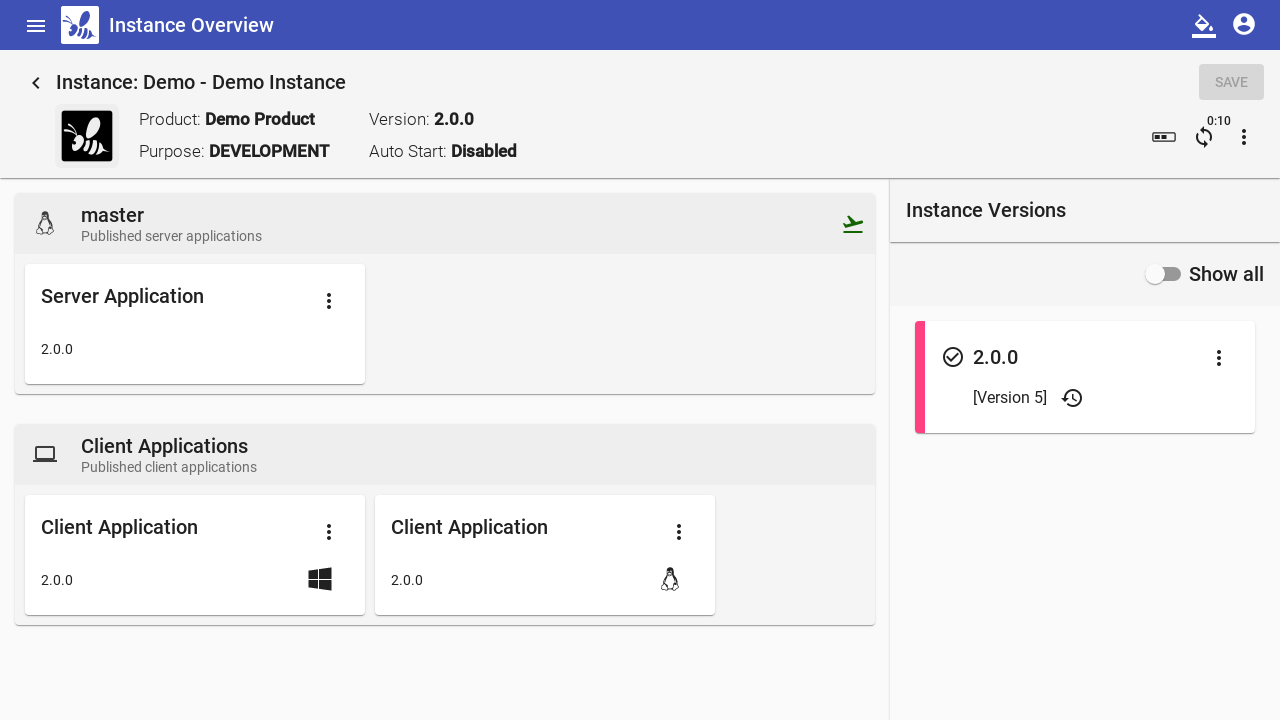 Instance Overview
Instance: Demo - Demo Instance
SAVE
Product: Demo Product
Version: 2.0.0
0:10
Purpose: DEVELOPMENT
Auto Start: Disabled
master
Published server applications
Server Application
2.0.0
Client Applications
Published client applications
Client Application
2.0.0
Client Application
2.0.0
Instance Versions
Show all
2.0.0
[Version 5]